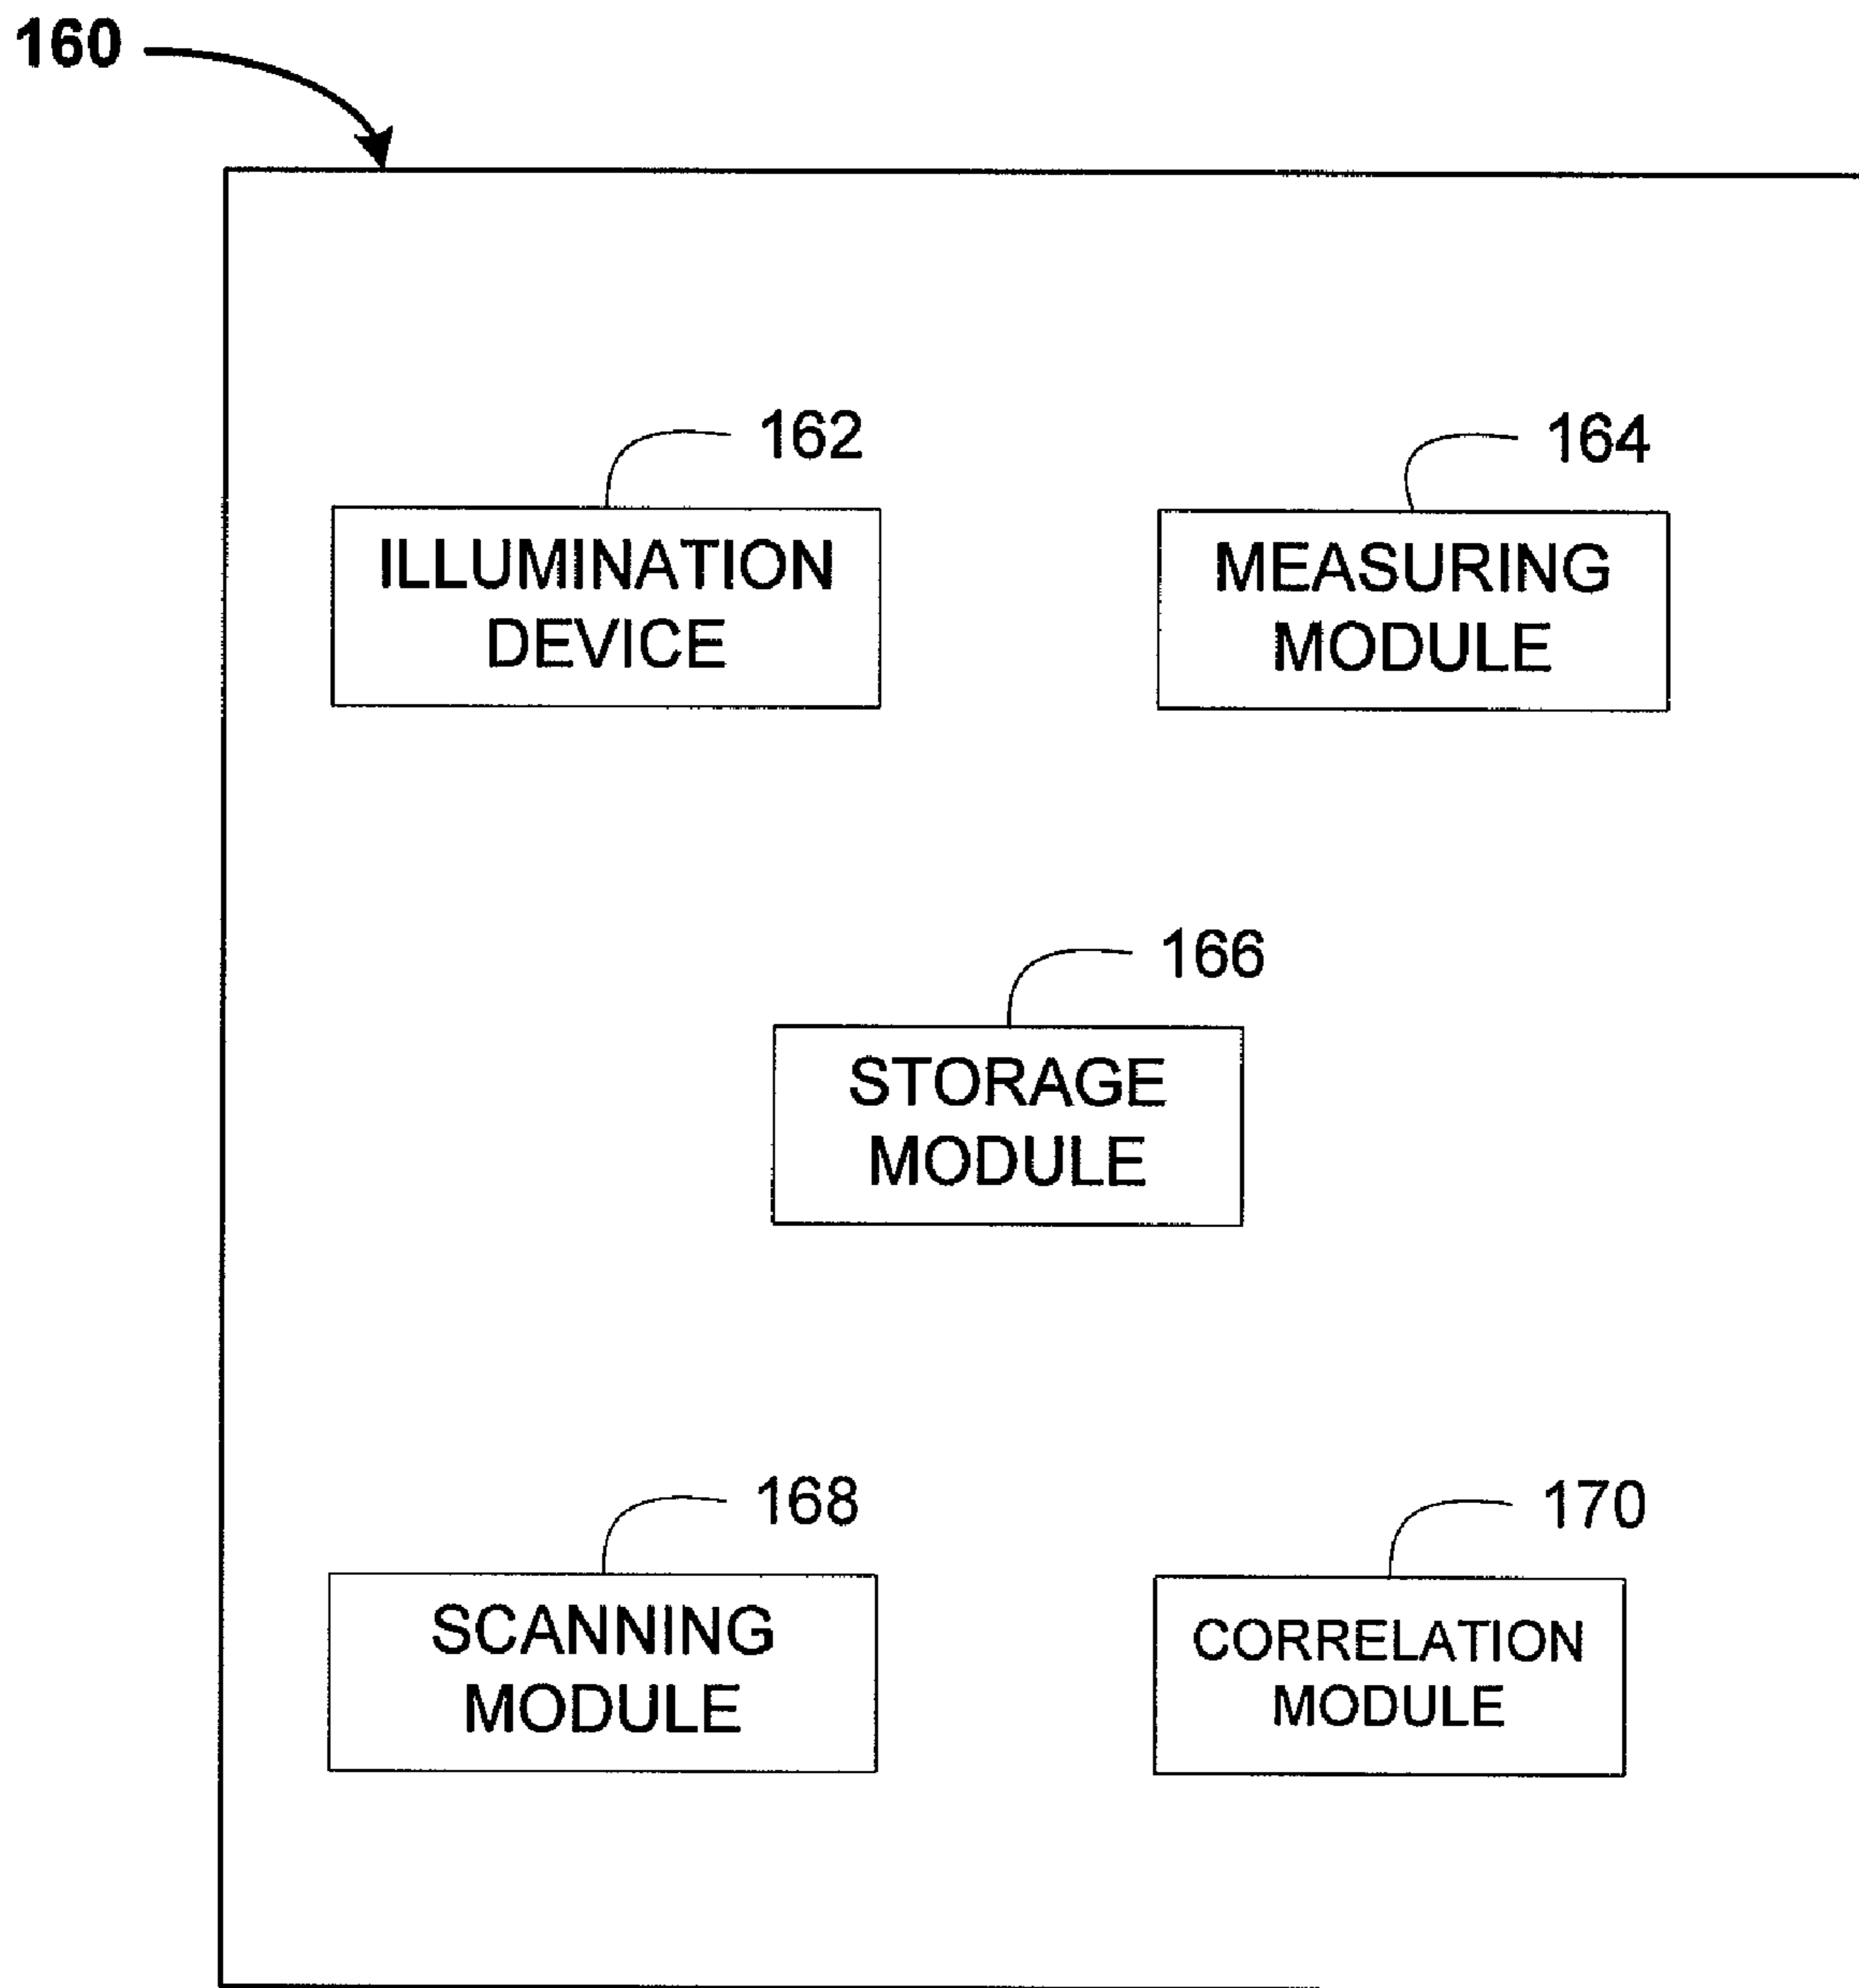 160
162
164
ILLUMINATION
DEVICE
MEASURING
MODULE
166
STORAGE
MODULE
168
170
SCANNING
MODULE
CORRELATION
MODULE